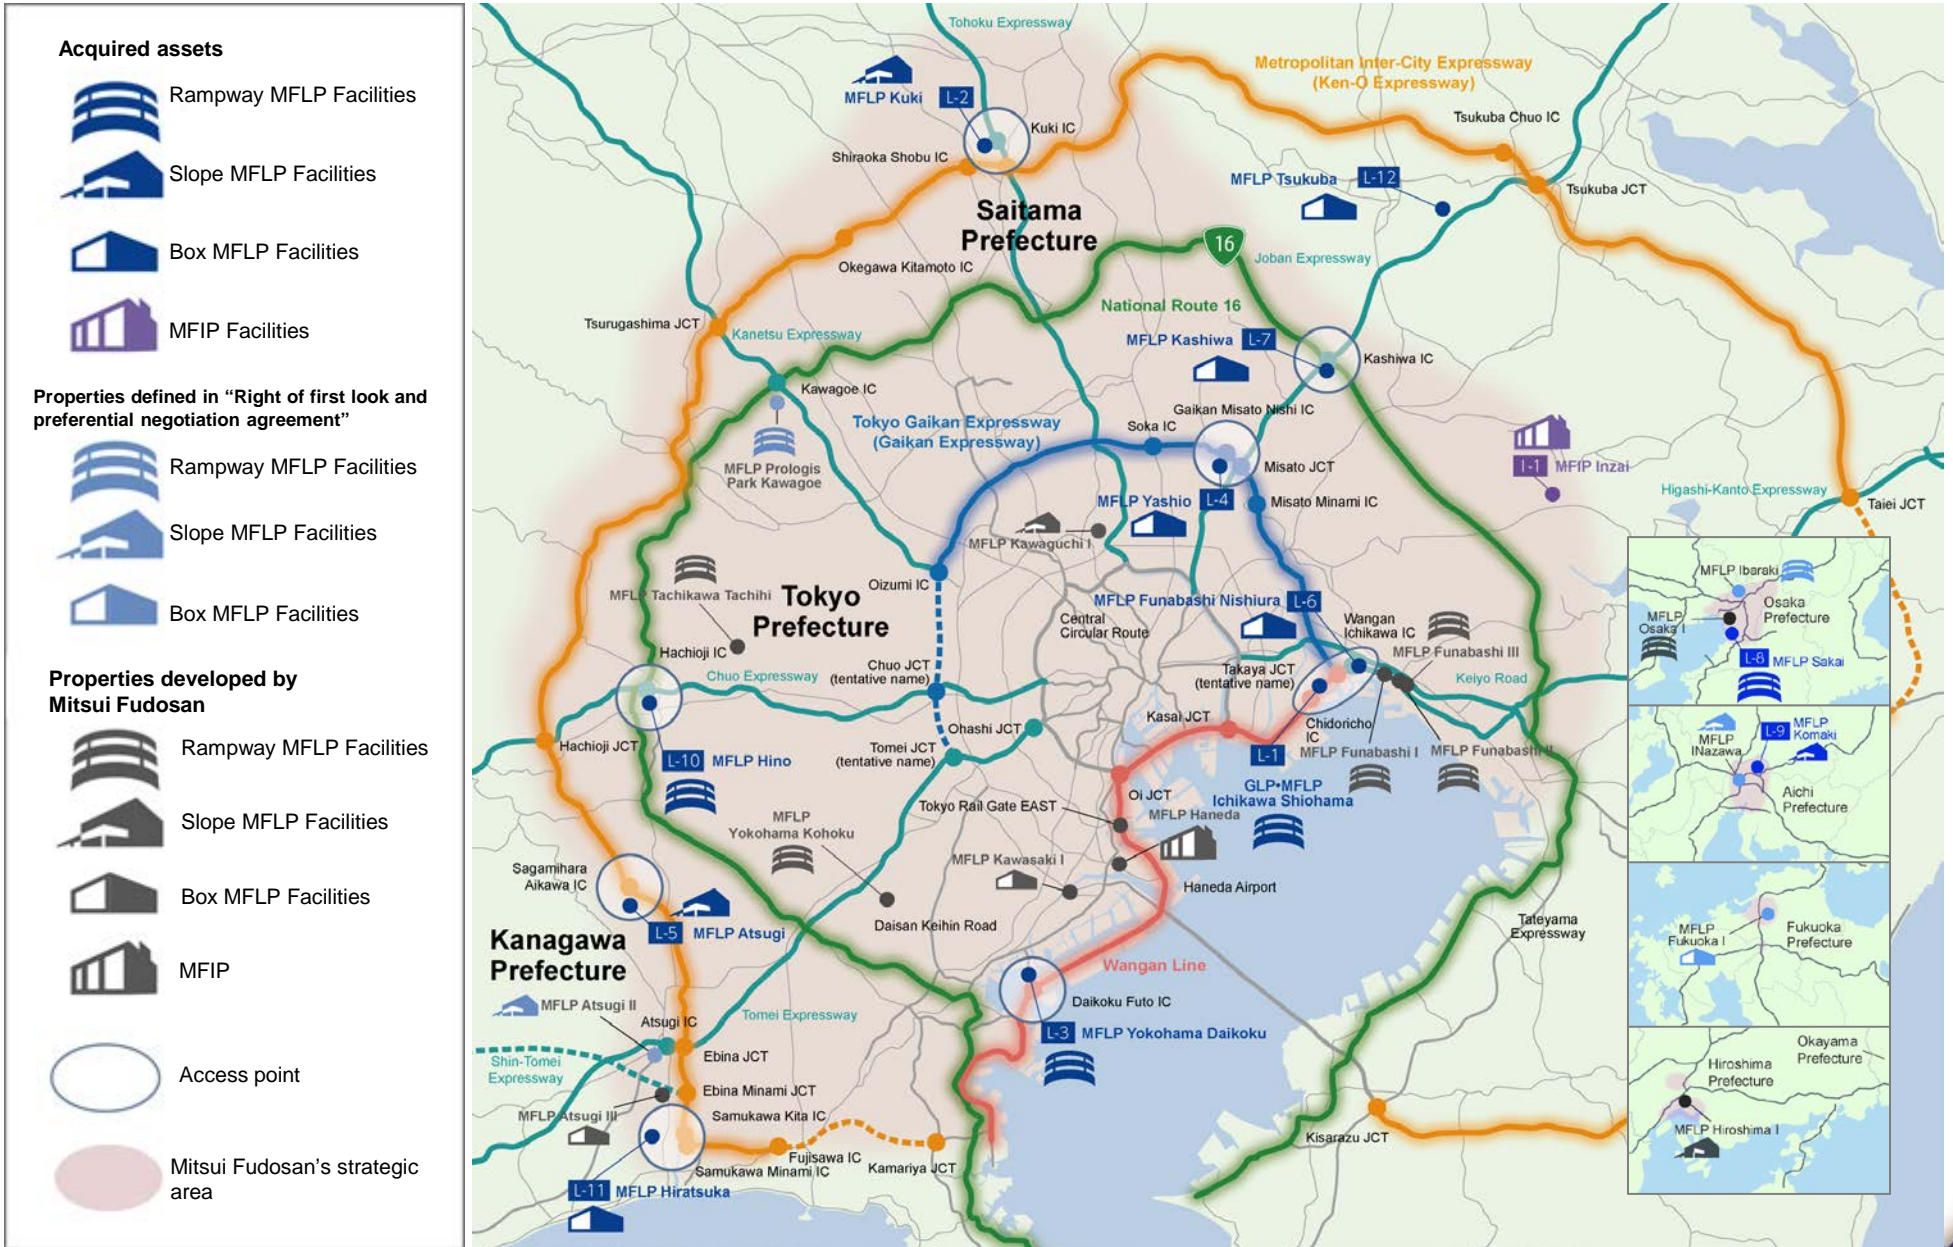 Acquired assets
Rampway MFLP Facilities
Slope MFLP Facilities
Box MFLP Facilities
MFIP Facilities
Properties defined in “Right of first look and
preferential negotiation agreement”
Rampway MFLP Facilities
Slope MFLP Facilities
Box MFLP Facilities
Properties developed by
Mitsui Fudosan
Rampway MFLP Facilities
Slope MFLP Facilities
Box MFLP Facilities
MFIP
Access point
Mitsui Fudosan’s strategic
area
Tohoku Expressway
Metropolitan Inter-City Expressway
(Ken-O Expressway)
MFLP Kuki
L-2
Kuki IC
Shiraoka Shobu IC
Tsukuba Chuo IC
MFLP Tsukuba
L-12
Tsukuba JCT
Saitama
Prefecture
16
Okegawa Kitamoto IC
Joban Expressway
National Route 16
Tsurugashima JCT
Kanetsu Expressway
MFLP Kashiwa
L-7
Kashiwa IC
Kawagoe IC
Gaikan Misato Nishi IC
Tokyo Gaikan Expressway
(Gaikan Expressway)
Soka IC
MFLP Prologis
Park Kawagoe
Misato JCT
I-1
MFIP Inzai
MFLP Yashio
L-4
Misato Minami IC
Higashi-Kanto Expressway
Taiei JCT
MFLP Kawaguchi I
MFLP Tachikawa Tachihi
Oizumi IC
Tokyo
Prefecture
MFLP Funabashi Nishiura
L-6
Central
Circular Route
Wangan
Ichikawa IC
MFLP Funabashi III
Hachioji IC
Chuo Expressway
Chuo JCT
(tentative name)
Takaya JCT
(tentative name)
Keiyo Road
Kasai JCT
Chidoricho
IC
Ohashi JCT
Hachioji JCT
Tomei JCT
(tentative name)
L-1
MFLP Funabashi I
MFLP Funabashi II
L-10
MFLP Hino
GLP•MFLP
Ichikawa Shiohama
Oi JCT
Tokyo Rail Gate EAST
MFLP Haneda
MFLP
Yokohama Kohoku
MFLP Kawasaki I
Haneda Airport
Sagamihara
Aikawa IC
L-5
MFLP Atsugi
Daisan Keihin Road
Tateyama
Expressway
Kanagawa
Prefecture
Wangan Line
Daikoku Futo IC
MFLP Atsugi II
Atsugi IC
Tomei Expressway
L-3
MFLP Yokohama Daikoku
Shin-Tomei
Expressway
Ebina JCT
Ebina Minami JCT
MFLP Atsugi III
Samukawa Kita IC
Kisarazu JCT
Fujisawa IC
Samukawa Minami IC
Kamariya JCT
L-11
MFLP Hiratsuka
MFLP Ibaraki
Osaka
Prefecture
MFLP
Osaka I
L-8
MFLP Sakai
MFLP
INazawa
L-9
MFLP
Komaki
Aichi
Prefecture
MFLP
Fukuoka I
Fukuoka
Prefecture
Okayama
Prefecture
Hiroshima
Prefecture
MFLP Hiroshima I